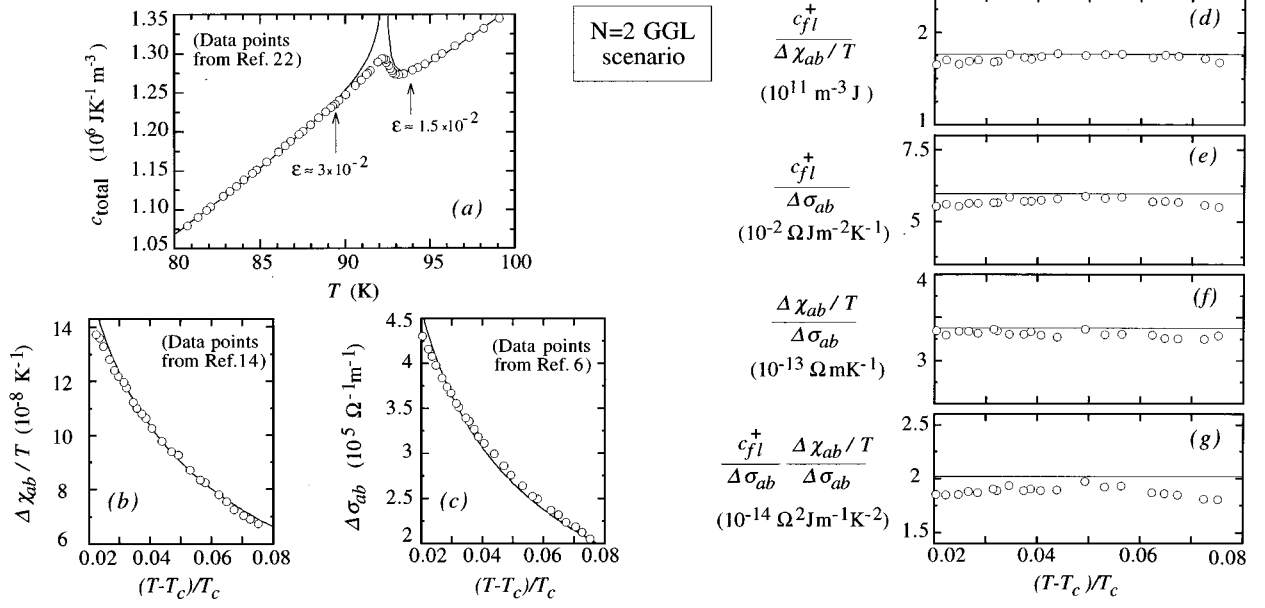 1.35
1.30
1.25
1.20
1.15
1.10
1.05
c_total (10^6 JK^-1 m^-3)
(Data points
from Ref. 22)
ε ≈ 1.5×10^-2
ε ≈ 3×10^-2
(a)
80 85 90 95 100
T (K)
N=2 GGL
scenario
14
12
10
8
6
Δχ_ab / T (10^-8 K^-1)
(Data points
from Ref.14)
(b)
0.02 0.04 0.06 0.08
(T-T_c)/T_c
4.5
4
3.5
3
2.5
2
Δσ_ab (10^5 Ω^-1m^-1)
(Data points
from Ref. 6)
(c)
0.02 0.04 0.06 0.08
(T-T_c)/T_c
c_fl^+
Δχ_ab / T
(10^11 m^-3 J )
2
1
(d)
c_fl^+
Δσ_ab
(10^-2 ΩJm^-2K^-1)
7.5
5
(e)
Δχ_ab / T
Δσ_ab
(10^-13 ΩmK^-1)
4
3
(f)
c_fl^+ Δχ_ab / T
Δσ_ab Δσ_ab
(10^-14 Ω^2Jm^-1K^-2)
2.5
2
1.5
(g)
0.02 0.04 0.06 0.08
(T-T_c)/T_c